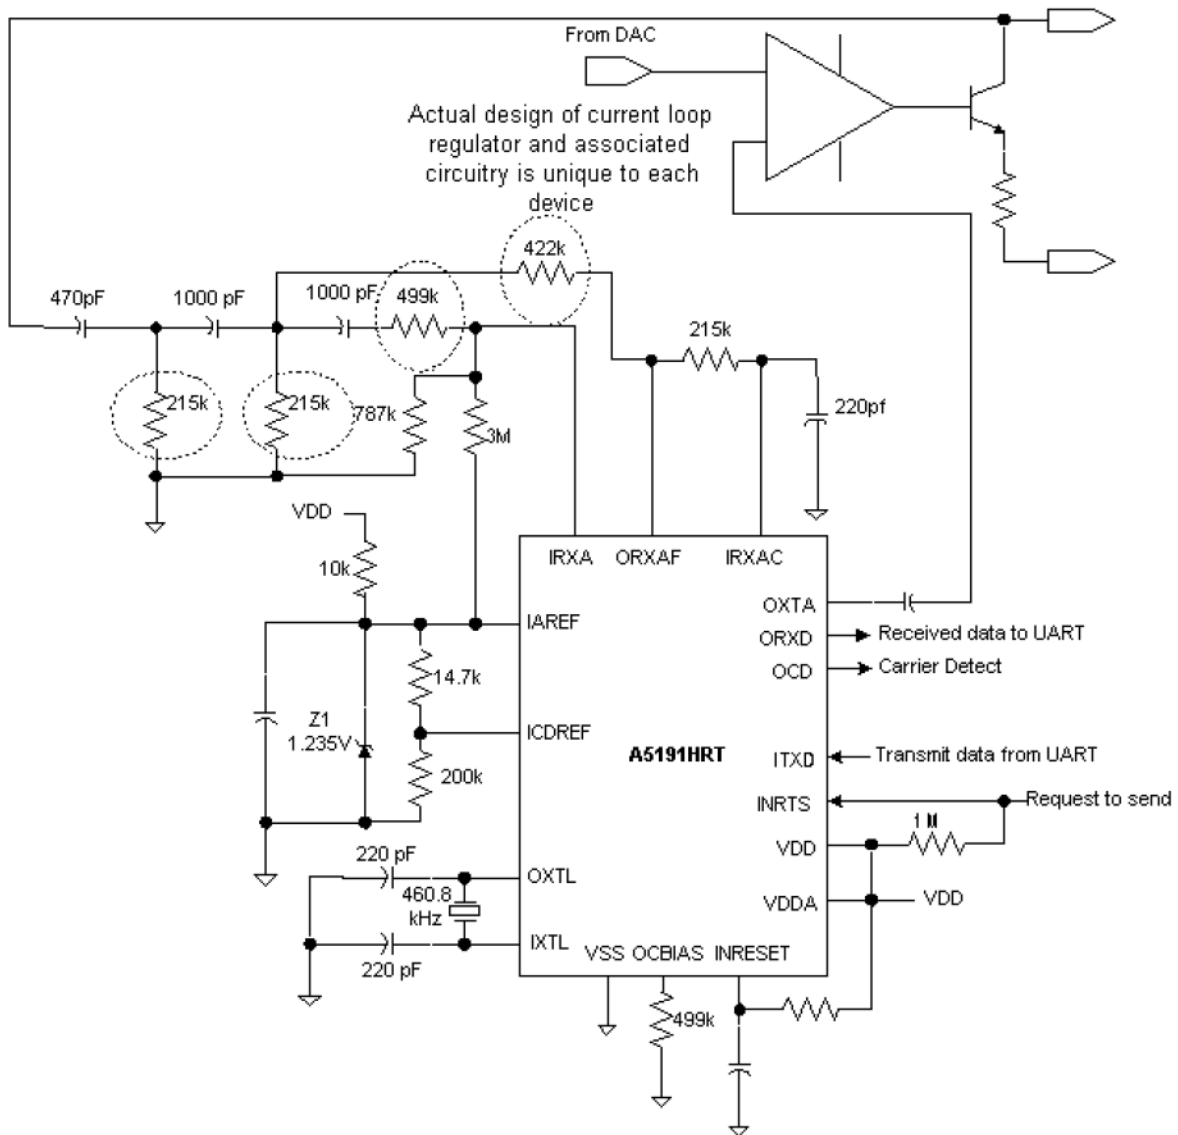 From DAC
Actual design of current loop
regulator and associated
circuitry is unique to each
device
422k
470pF
1000 pF
1000 pF
499k
215k
215k
215k
787k
3M
220pf
VDD
10k
IRXA
ORXAF
IRXAC
OXTA
IAREF
ORXD
Received data to UART
OCD
Carrier Detect
14.7k
Z1
1.235V
ICDREF
A5191HRT
ITXD
Transmit data from UART
200k
INRTS
Request to send
1 M
VDD
220 pF
OXTL
460.8
kHz
VDDA
VDD
IXTL
220 pF
VSS
OCBIAS
INRESET
499k